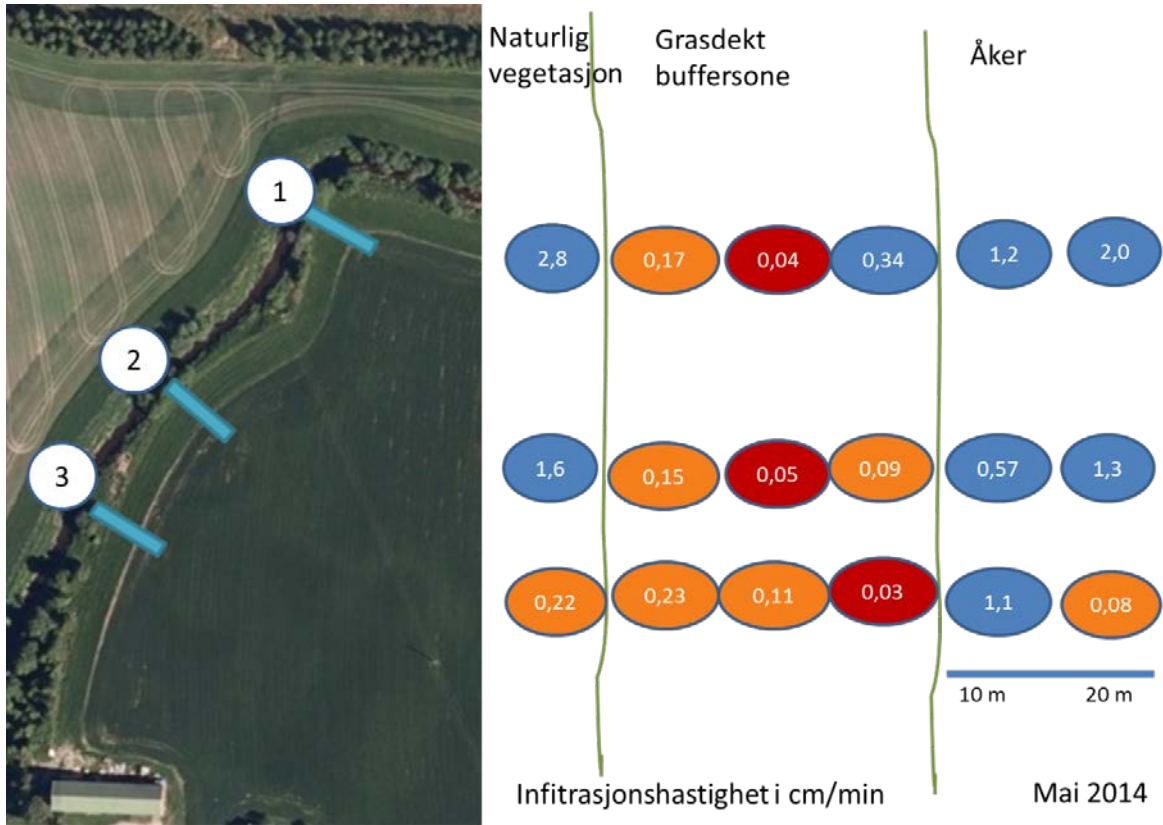 Naturlig
vegetasjon
Grasdekt
buffersone
Åker
1
2
3
2,8 0,17 0,04 0,34 1,2 2,0
1,6 0,15 0,05 0,09 0,57 1,3
0,22 0,23 0,11 0,03 1,1 0,08
10 m 20 m
Infitrasjonshastighet i cm/min
Mai 2014